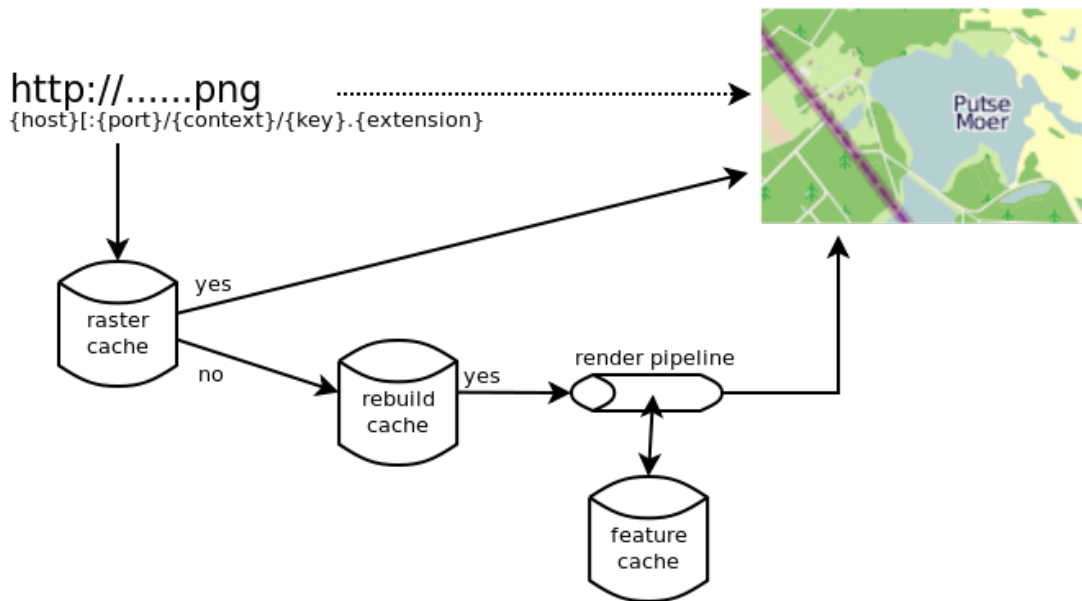 http://......png
{host}[:{port}/{context}/{key}.{extension}
Putse
Moer
yes
raster
cache
no
render pipeline
yes
rebuild
cache
feature
cache